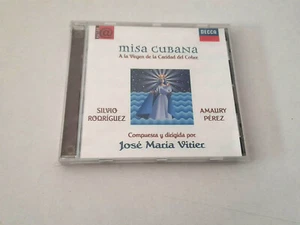 DECCA
misa CUBANA
A la Virgen de la Caridad del Cobre
SILVIO
RODRÍGUEZ
AMAURY
PÉREZ
Compuesta y dirigida por
José María Vitier